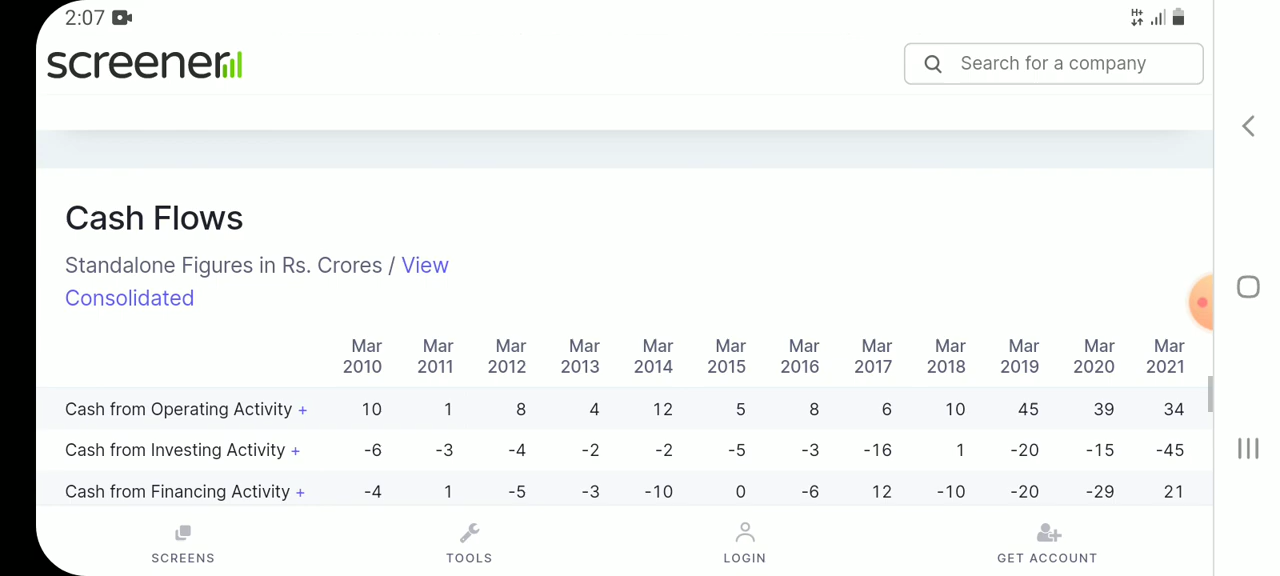 2:07
H+
screener
Search for a company
Cash Flows
Standalone Figures in Rs. Crores / View
Consolidated
Mar 2010 Mar 2011 Mar 2012 Mar 2013 Mar 2014 Mar 2015 Mar 2016 Mar 2017 Mar 2018 Mar 2019 Mar 2020 Mar 2021
Cash from Operating Activity + 10 1 8 4 12 5 8 6 10 45 39 34
Cash from Investing Activity + -6 -3 -4 -2 -2 -5 -3 -16 1 -20 -15 -45
Cash from Financing Activity + -4 1 -5 -3 -10 0 -6 12 -10 -20 -29 21
SCREENS TOOLS LOGIN GET ACCOUNT